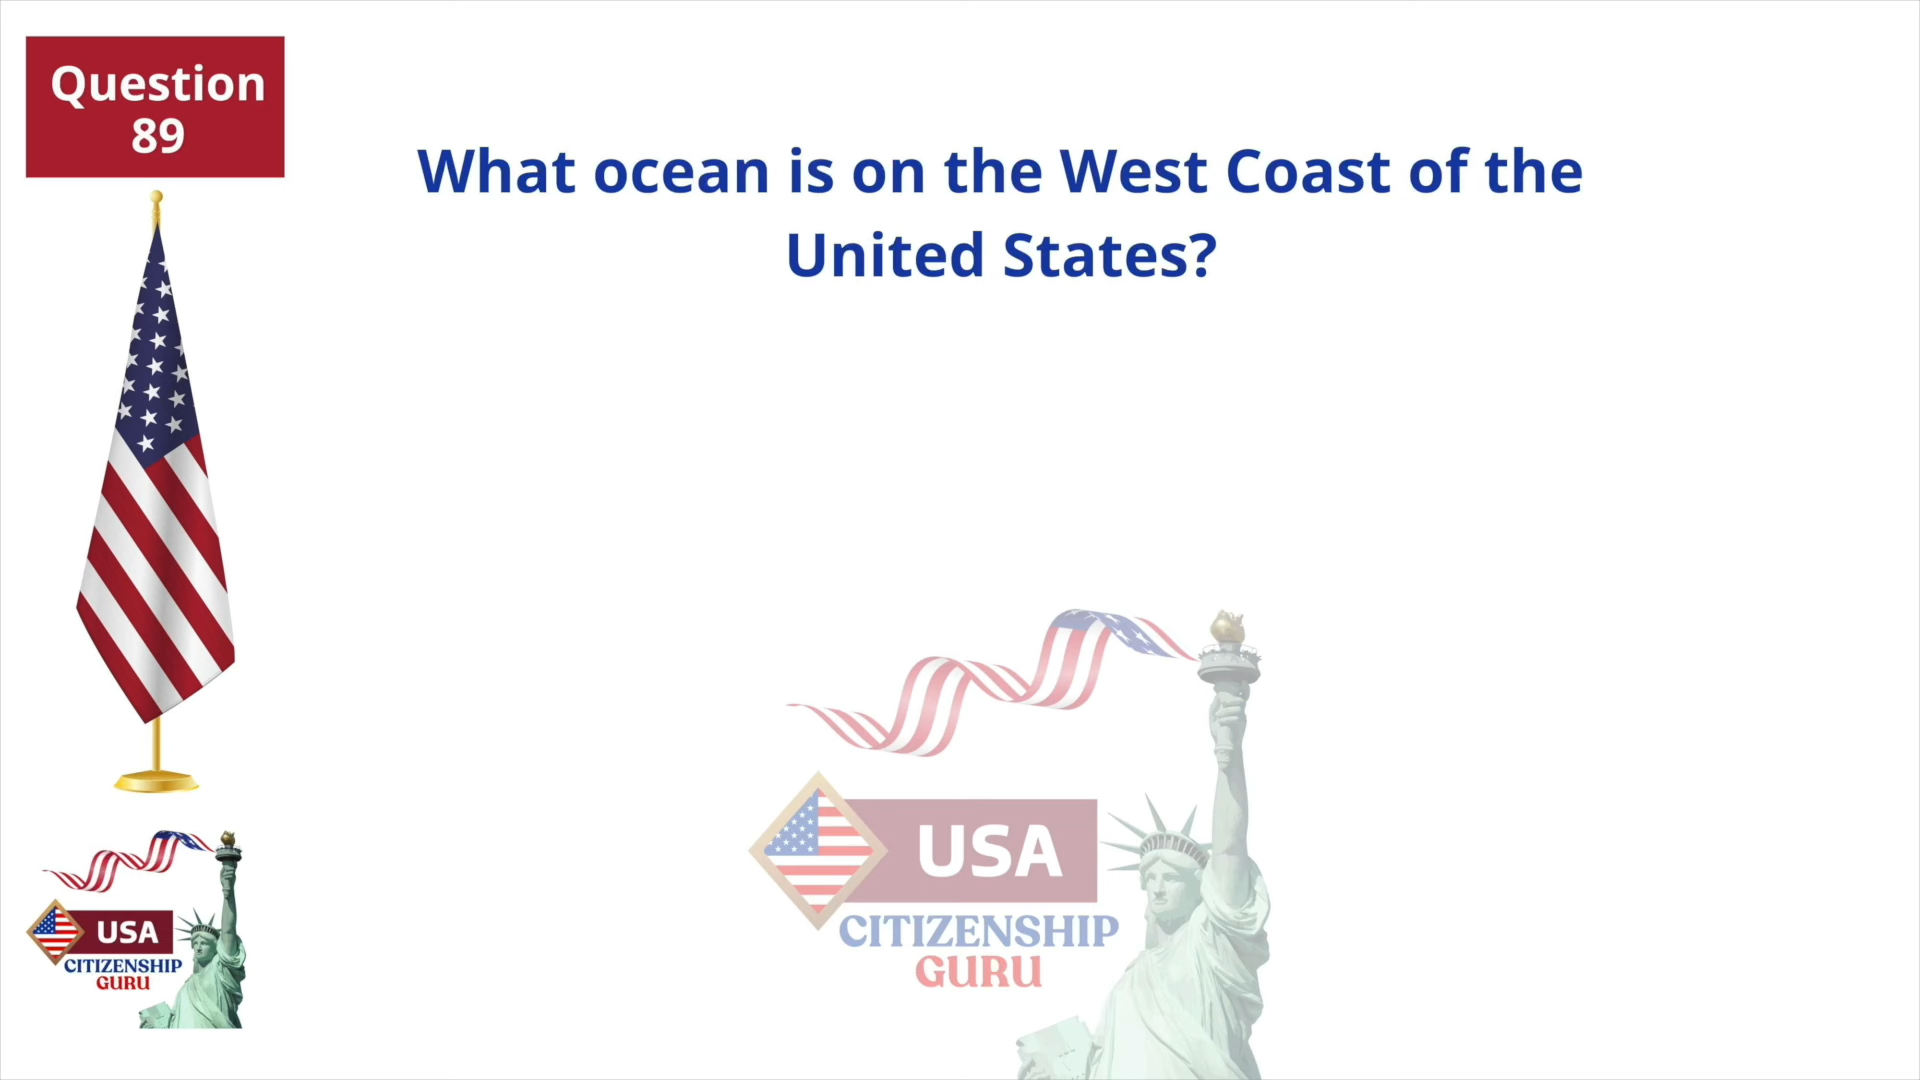 Question
89
What ocean is on the West Coast of the
United States?
USA
CITIZENSHIP
GURU
USA
CITIZENSHIP
GURU